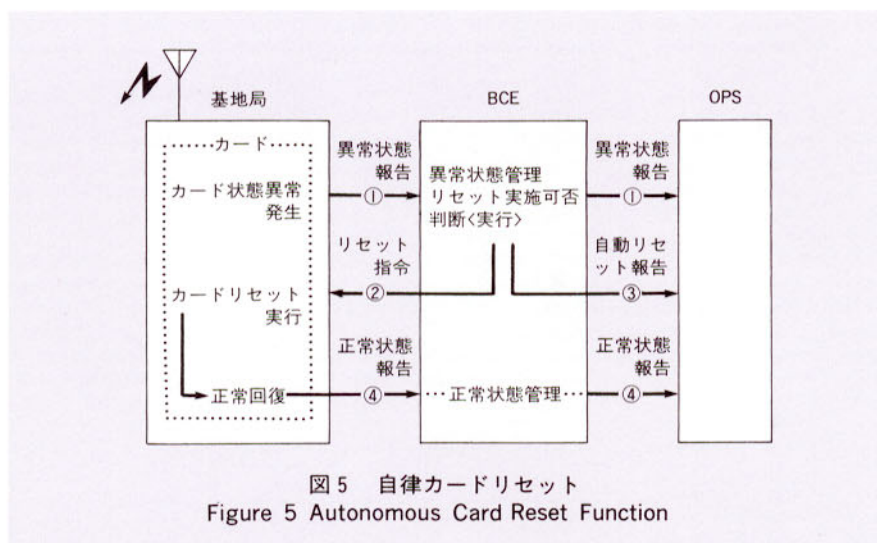 基地局
BCE
OPS
カード
カード状態異常
発生
異常状態
報告
①
異常状態管理
リセット実施可否
判断〈実行〉
異常状態
報告
①
リセット
指令
②
自動リセ
ット報告
③
カードリセット
実行
正常回復
正常状態
報告
④
正常状態管理
正常状態
報告
④
図5 自律カードリセット
Figure 5 Autonomous Card Reset Function